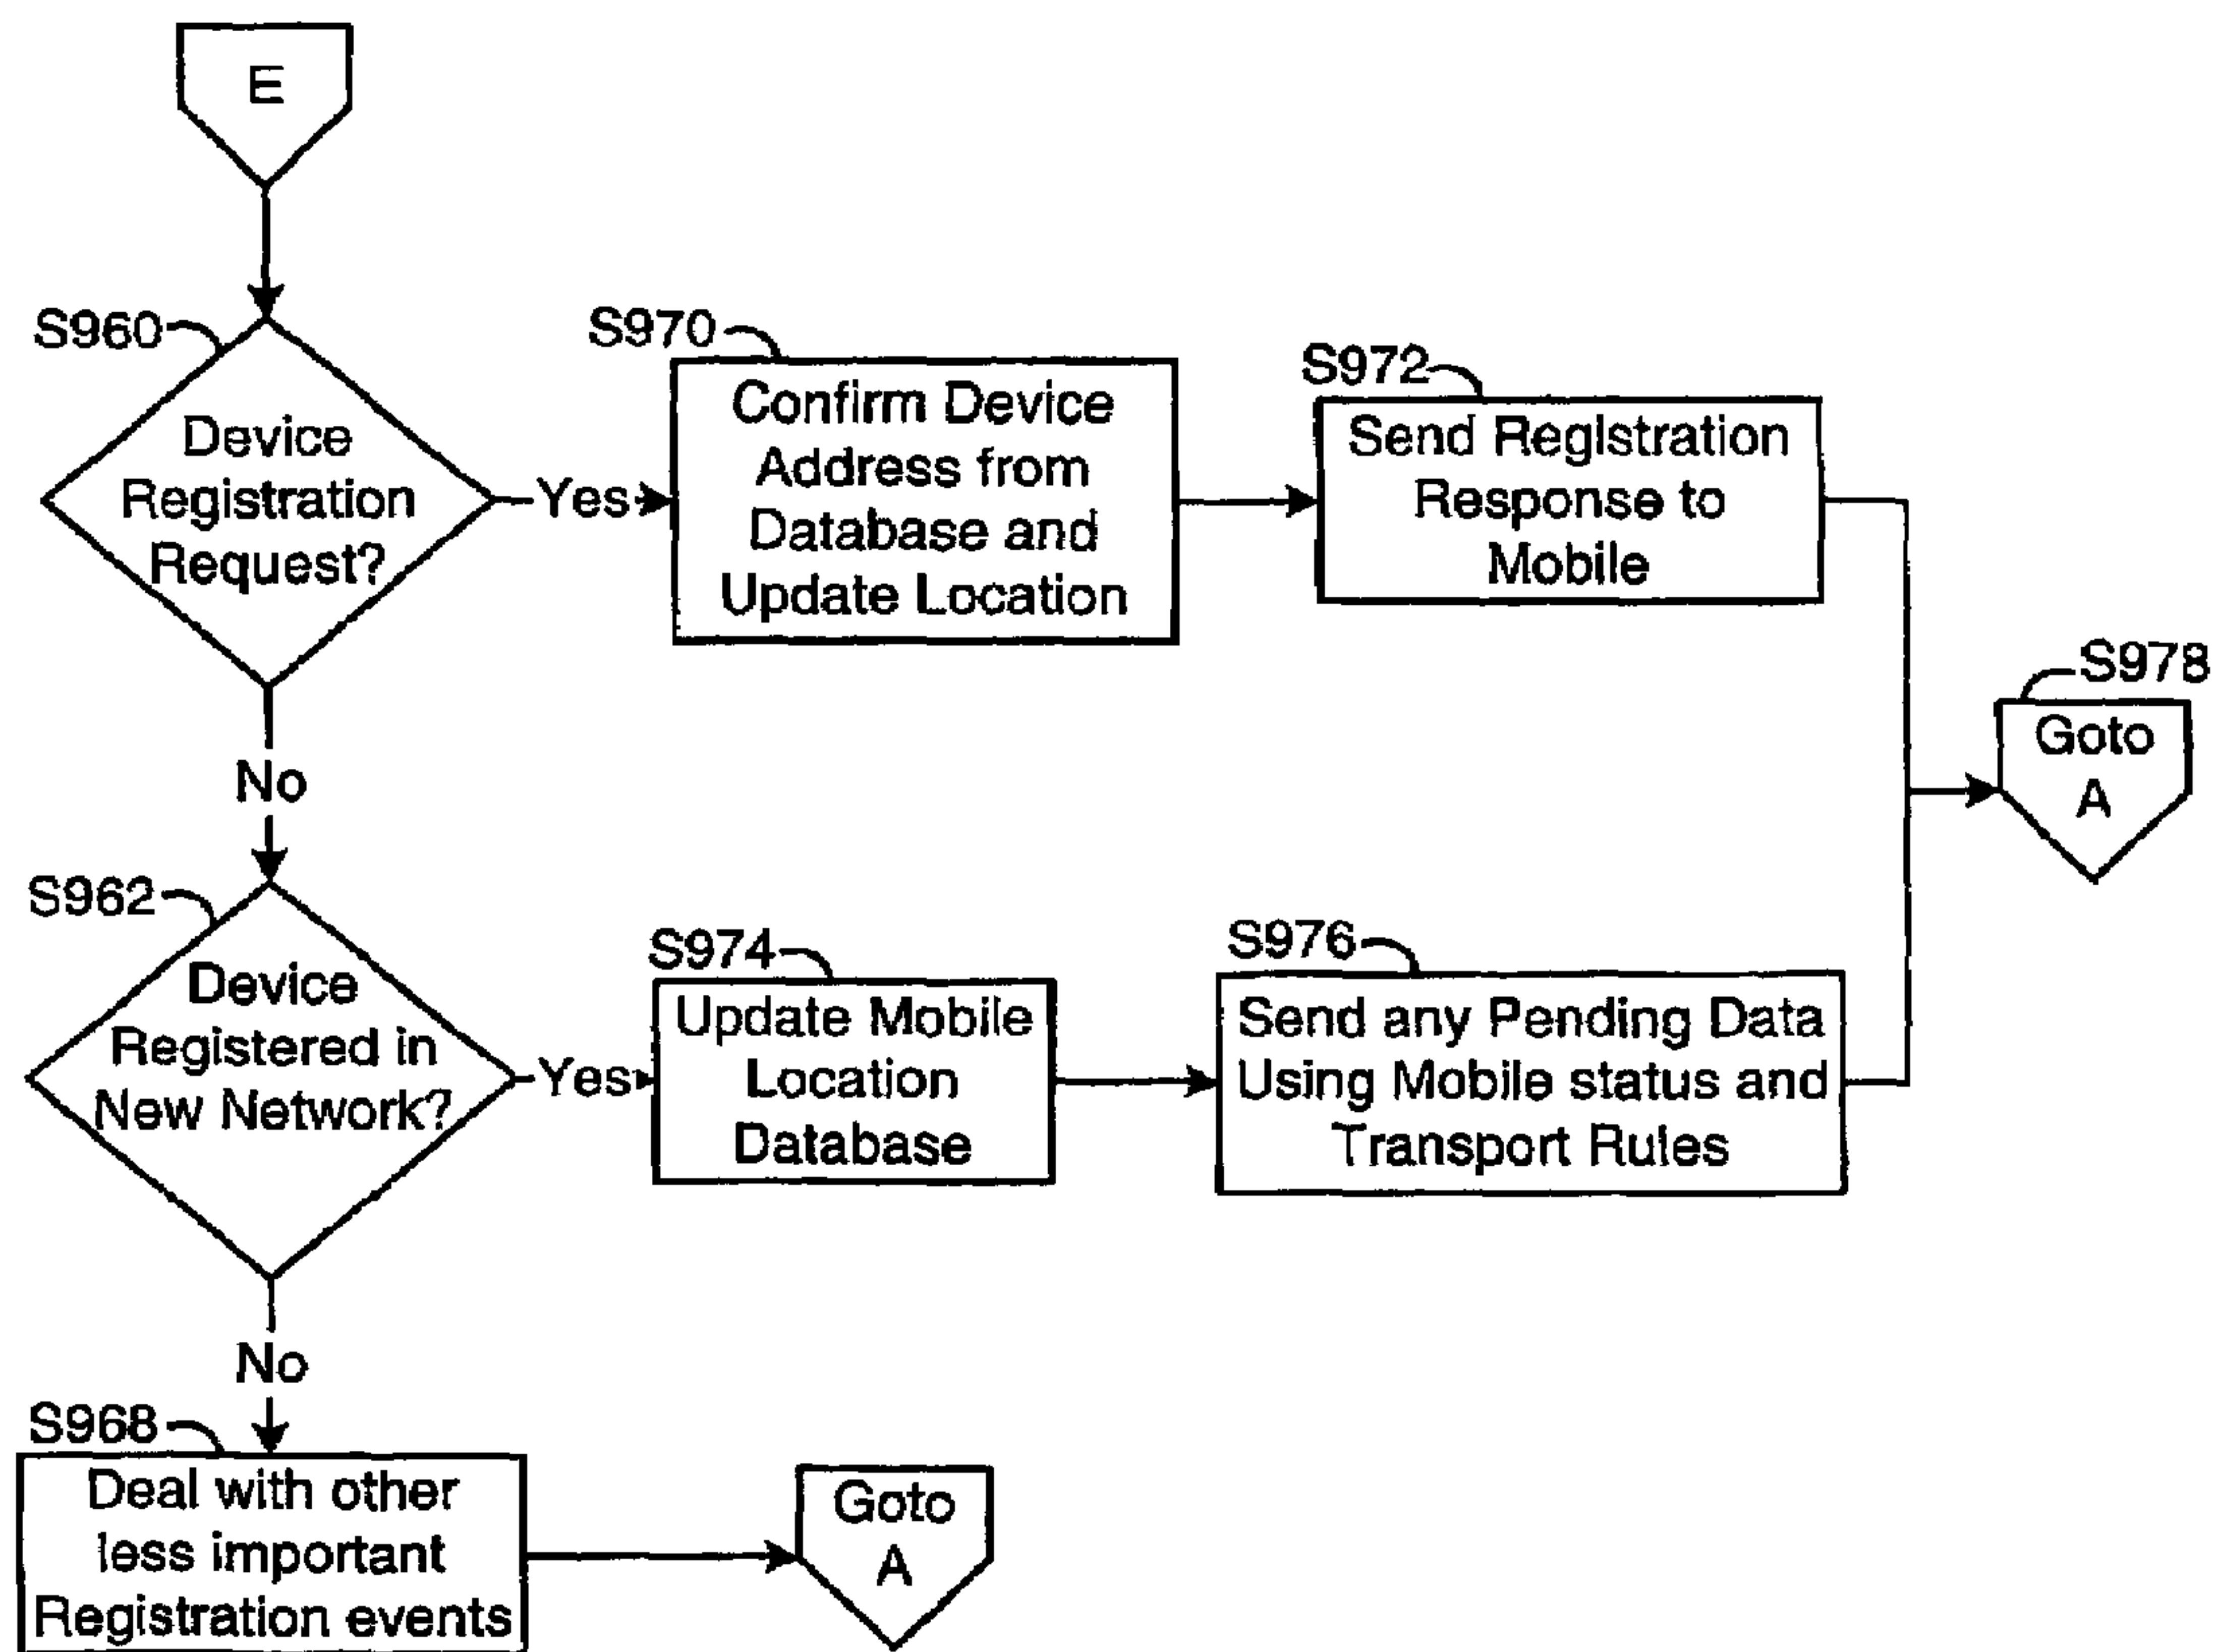 E
S960
Device
Registration
Request?
Yes
S970
Confirm Device
Address from
Database and
Update Location
S972
Send Registration
Response to
Mobile
S978
Goto
A
No
S962
Device
Registered in
New Network?
Yes
S974
Update Mobile
Location
Database
S976
Send any Pending Data
Using Mobile status and
Transport Rules
No
S968
Deal with other
less important
Registration events
Goto
A